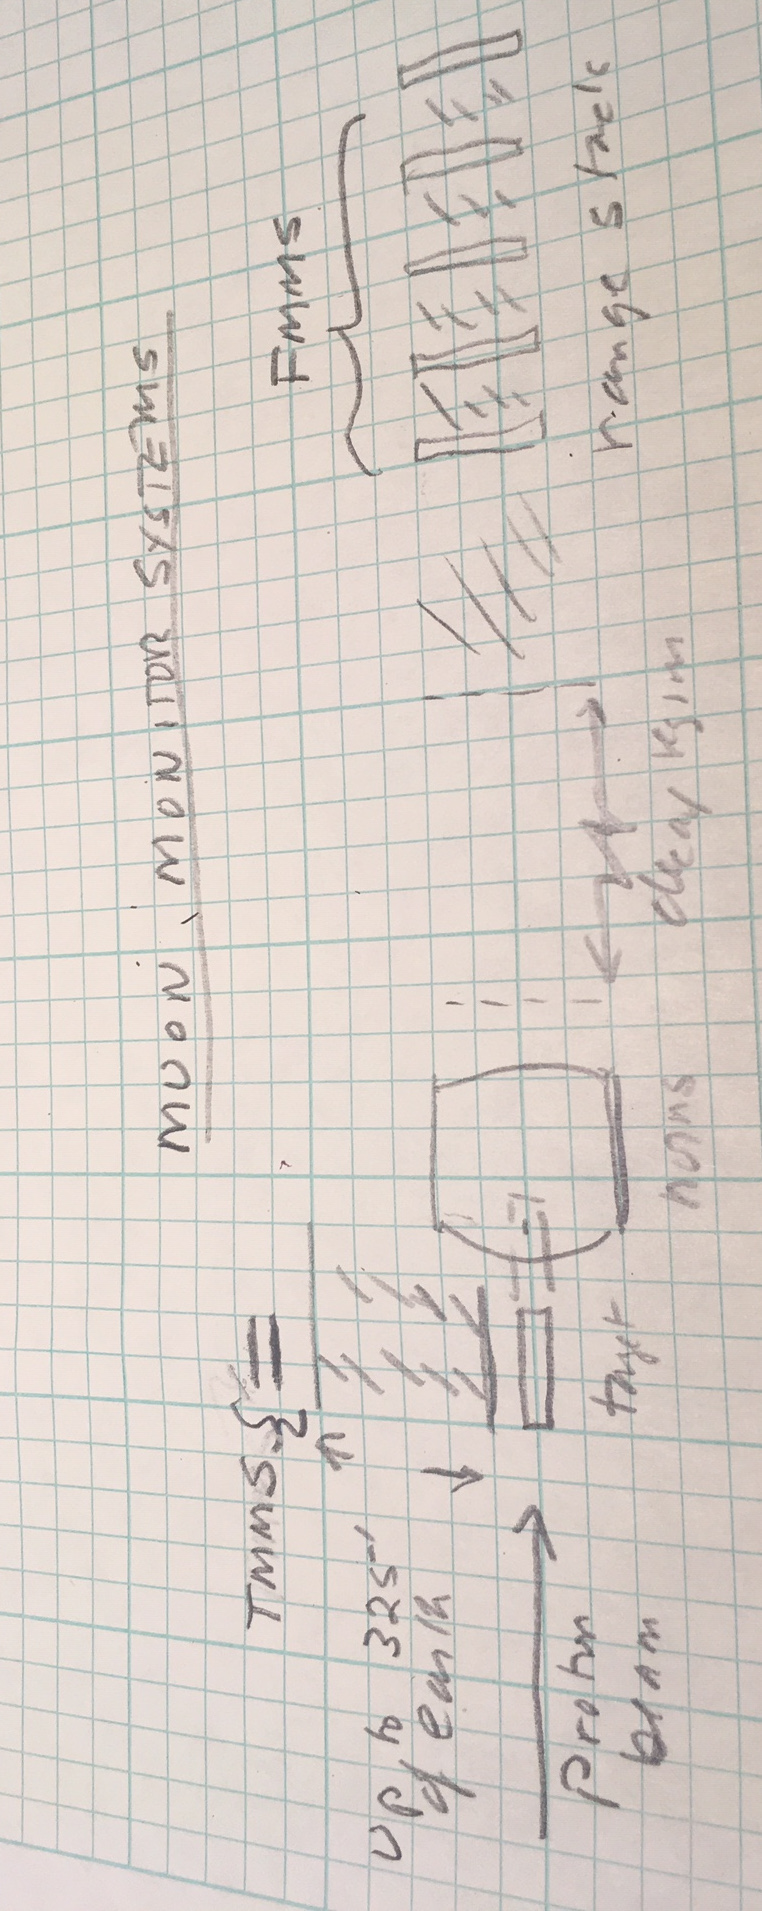 MUON MONITOR SYSTEMS
TMMS
FMMS
UP to 325'
of earth
proton
beam
target
horns
decay region
range stack